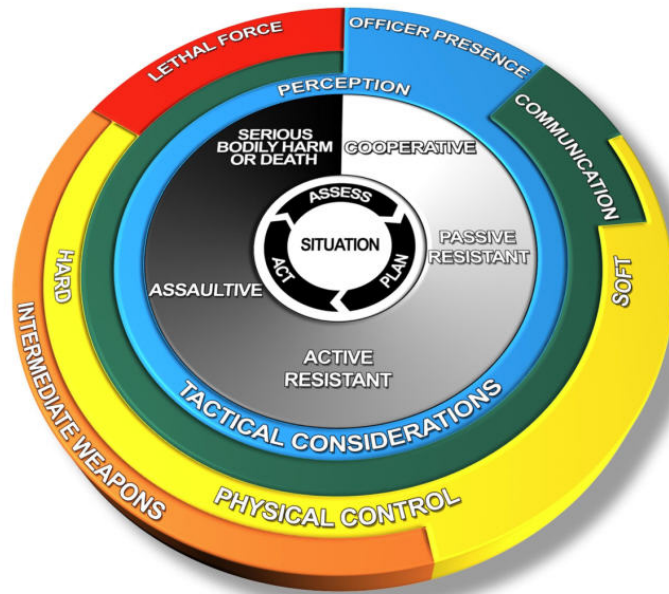 LETHAL FORCE
OFFICER PRESENCE
PERCEPTION
COMMUNICATION
SERIOUS
BODILY HARM
OR DEATH
COOPERATIVE
ASSESS
SITUATION
PLAN
ACT
PASSIVE
RESISTANT
ASSAULTIVE
ACTIVE
RESISTANT
HARD
SOFT
TACTICAL CONSIDERATIONS
INTERMEDIATE WEAPONS
PHYSICAL CONTROL